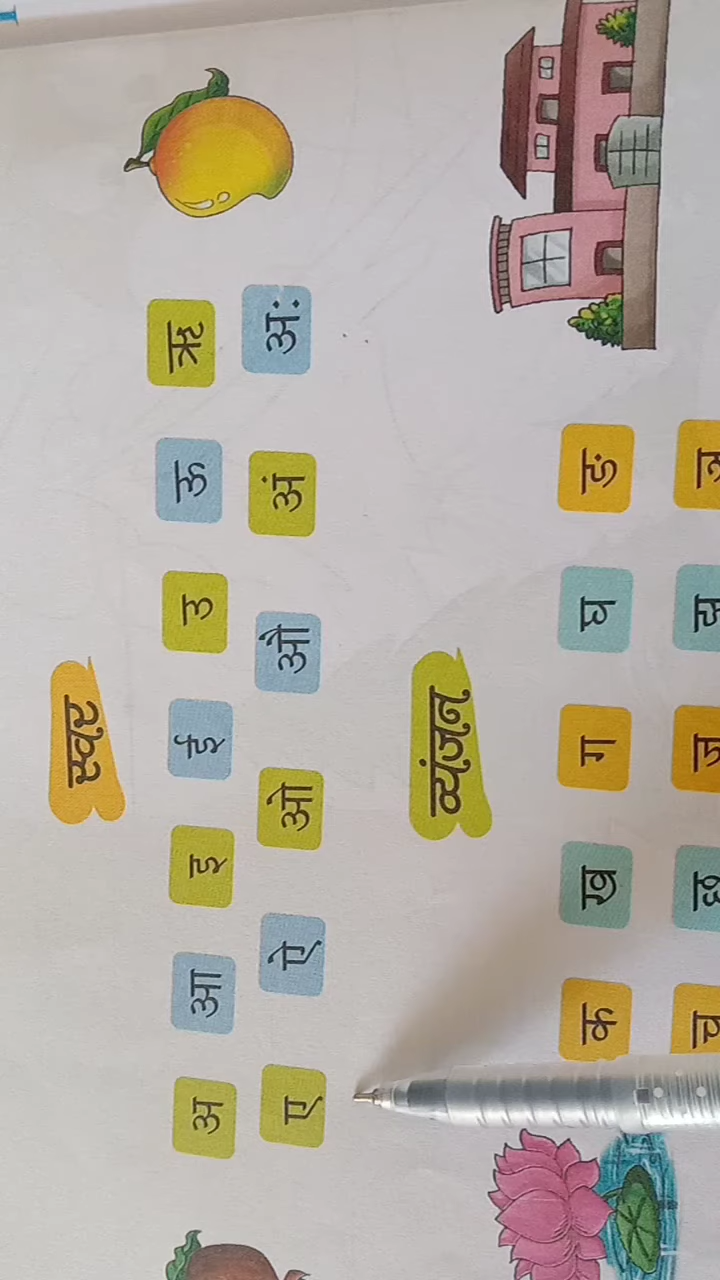 स्वर
अ आ इ ई उ ऊ ऋ
ए ऐ ओ औ अं अः
व्यंजन
क ख ग घ ङ
च छ ज झ ञ